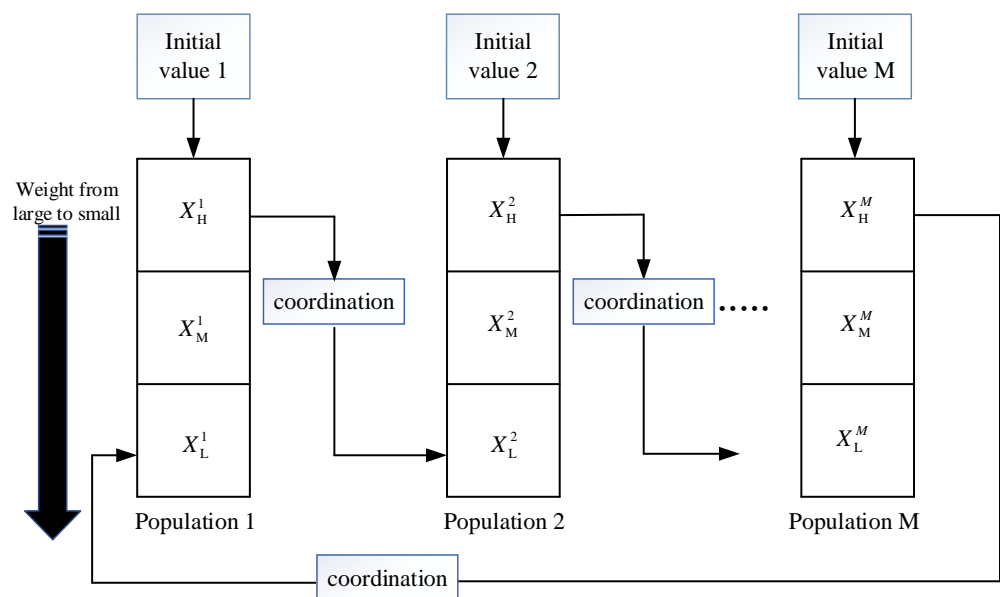 Initial
value 1
Initial
value 2
Initial
value M
Weight from
large to small
X_H^1
X_M^1
X_L^1
Population 1
coordination
X_H^2
X_M^2
X_L^2
Population 2
coordination
.....
X_H^M
X_M^M
X_L^M
Population M
coordination